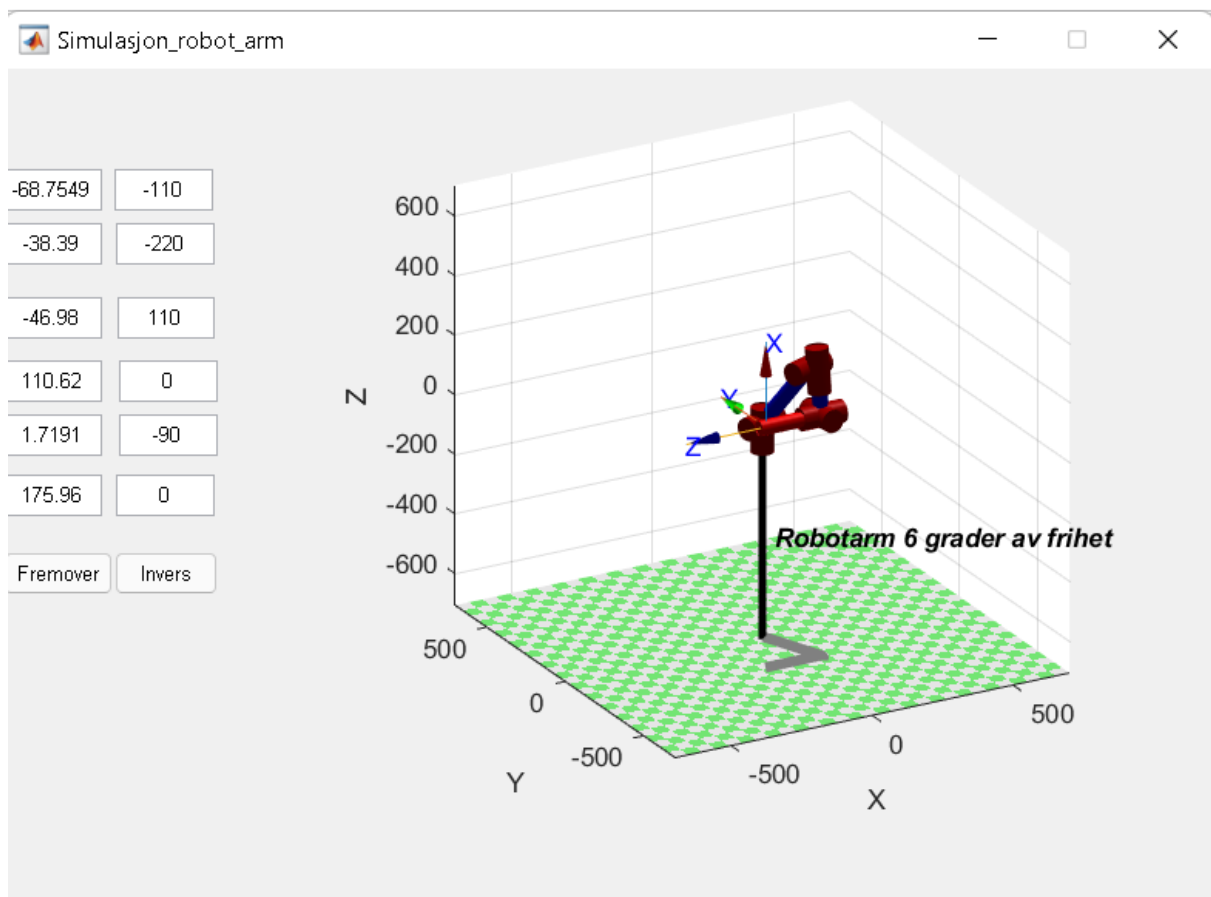 Simulasjon_robot_arm
-68.7549 -110
-38.39 -220
-46.98 110
110.62 0
1.7191 -90
175.96 0
Fremover Invers
600
400
200
0
-200
-400
-600
Z
X
Y
Z
Robotarm 6 grader av frihet
500
0
-500
Y
-500
0
500
X